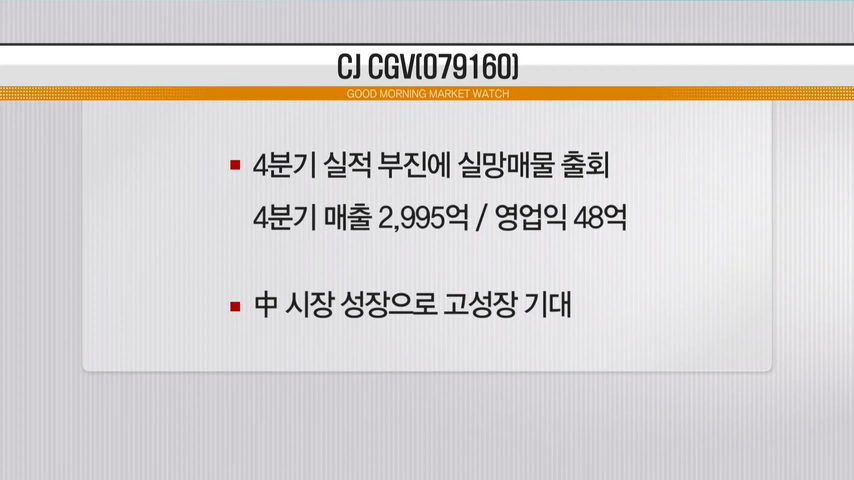 CJ CGV(079160)
GOOD MORNING MARKET WATCH
4분기 실적 부진에 실망매물 출회
4분기 매출 2,995억 / 영업익 48억
中 시장 성장으로 고성장 기대